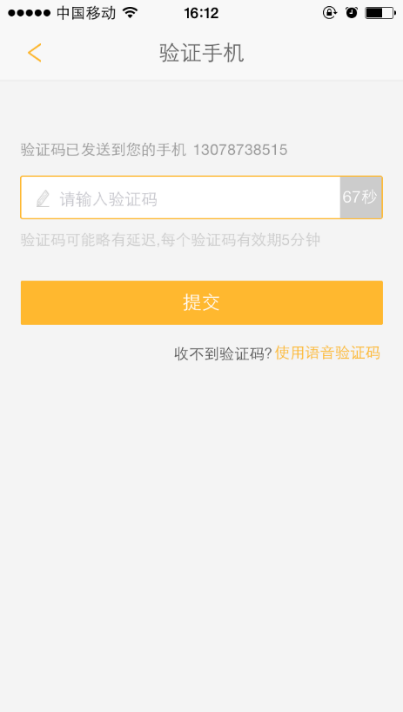 中国移动 16:12
验证手机
验证码已发送到您的手机 13078738515
请输入验证码 67秒
验证码可能略有延迟,每个验证码有效期5分钟
提交
收不到验证码? 使用语音验证码